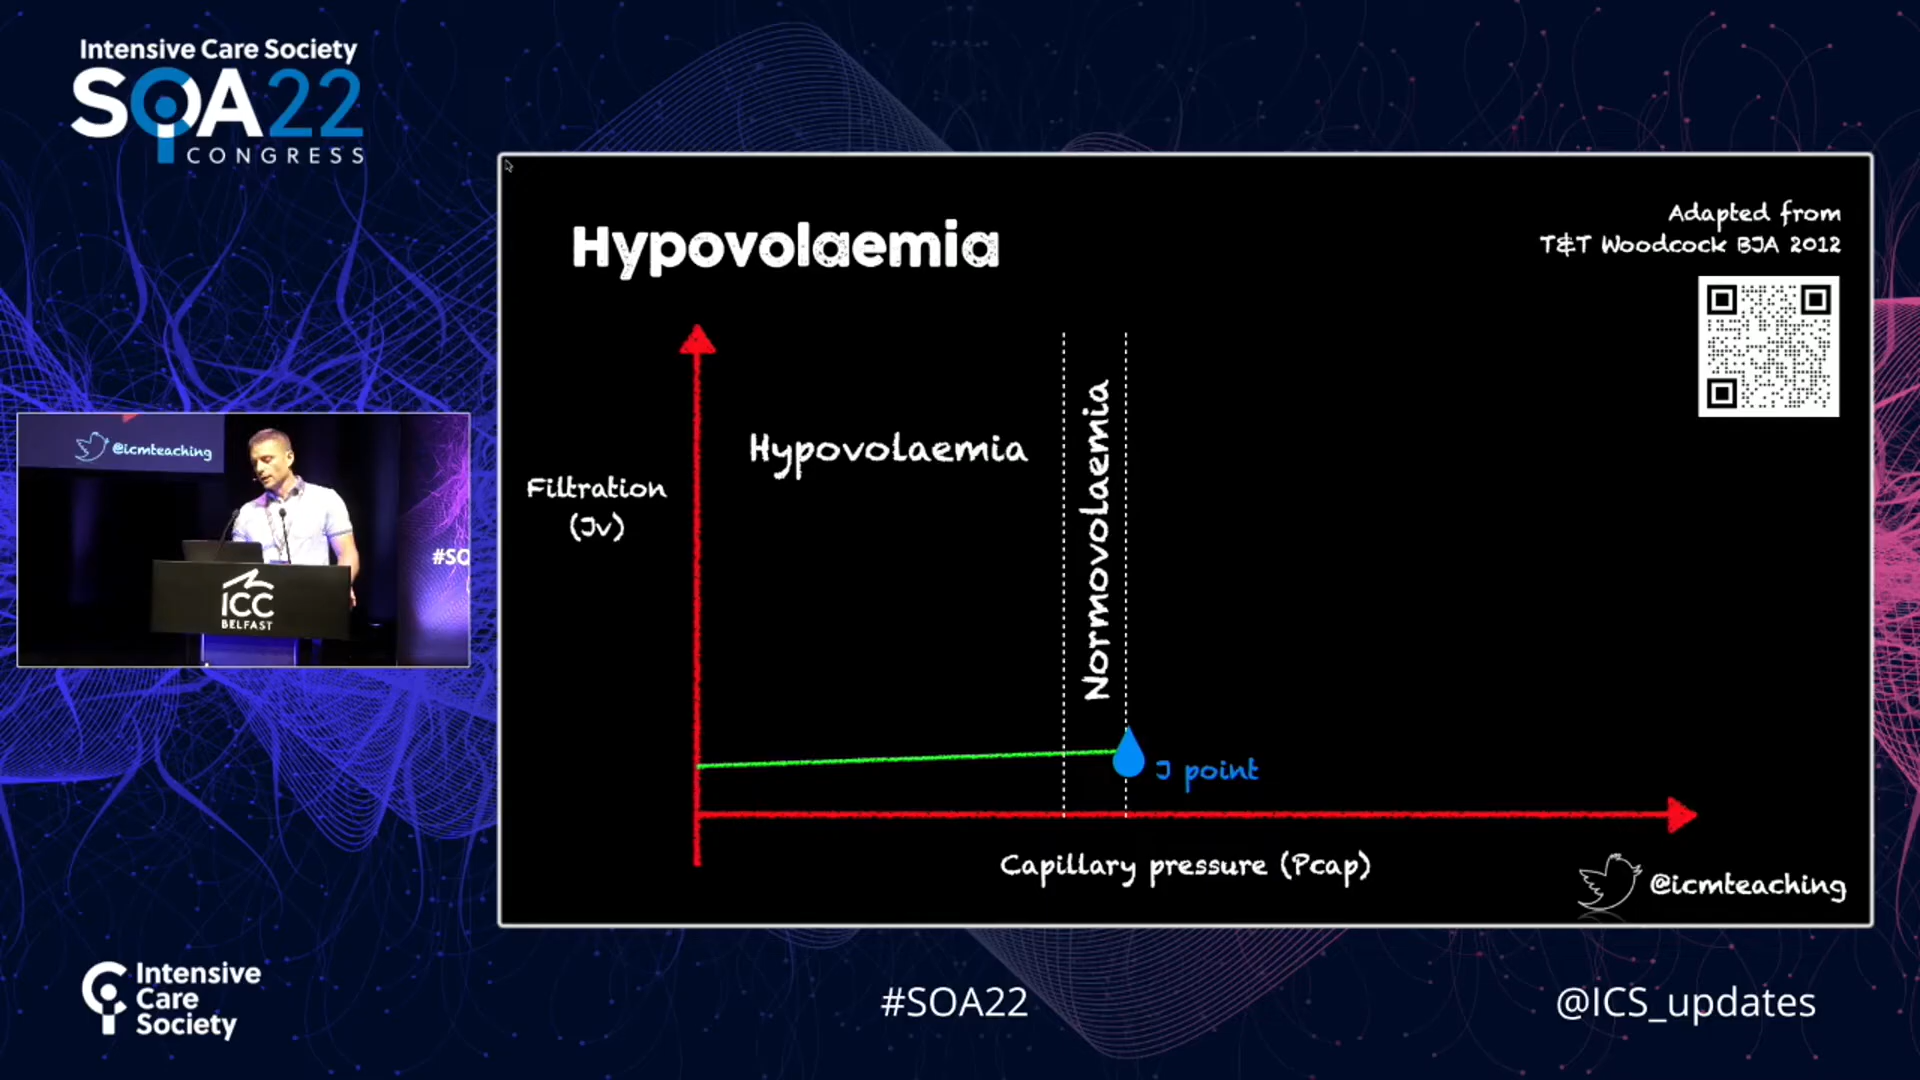 Intensive Care Society
SOA22
CONGRESS
Hypovolaemia
Adapted from
T&T Woodcock BJA 2012
Hypovolaemia
Normovolaemia
Filtration
(Jv)
J point
Capillary pressure (Pcap)
@icmteaching
@icmteaching
#SO
ICC
BELFAST
Intensive
Care
Society
#SOA22
@ICS_updates